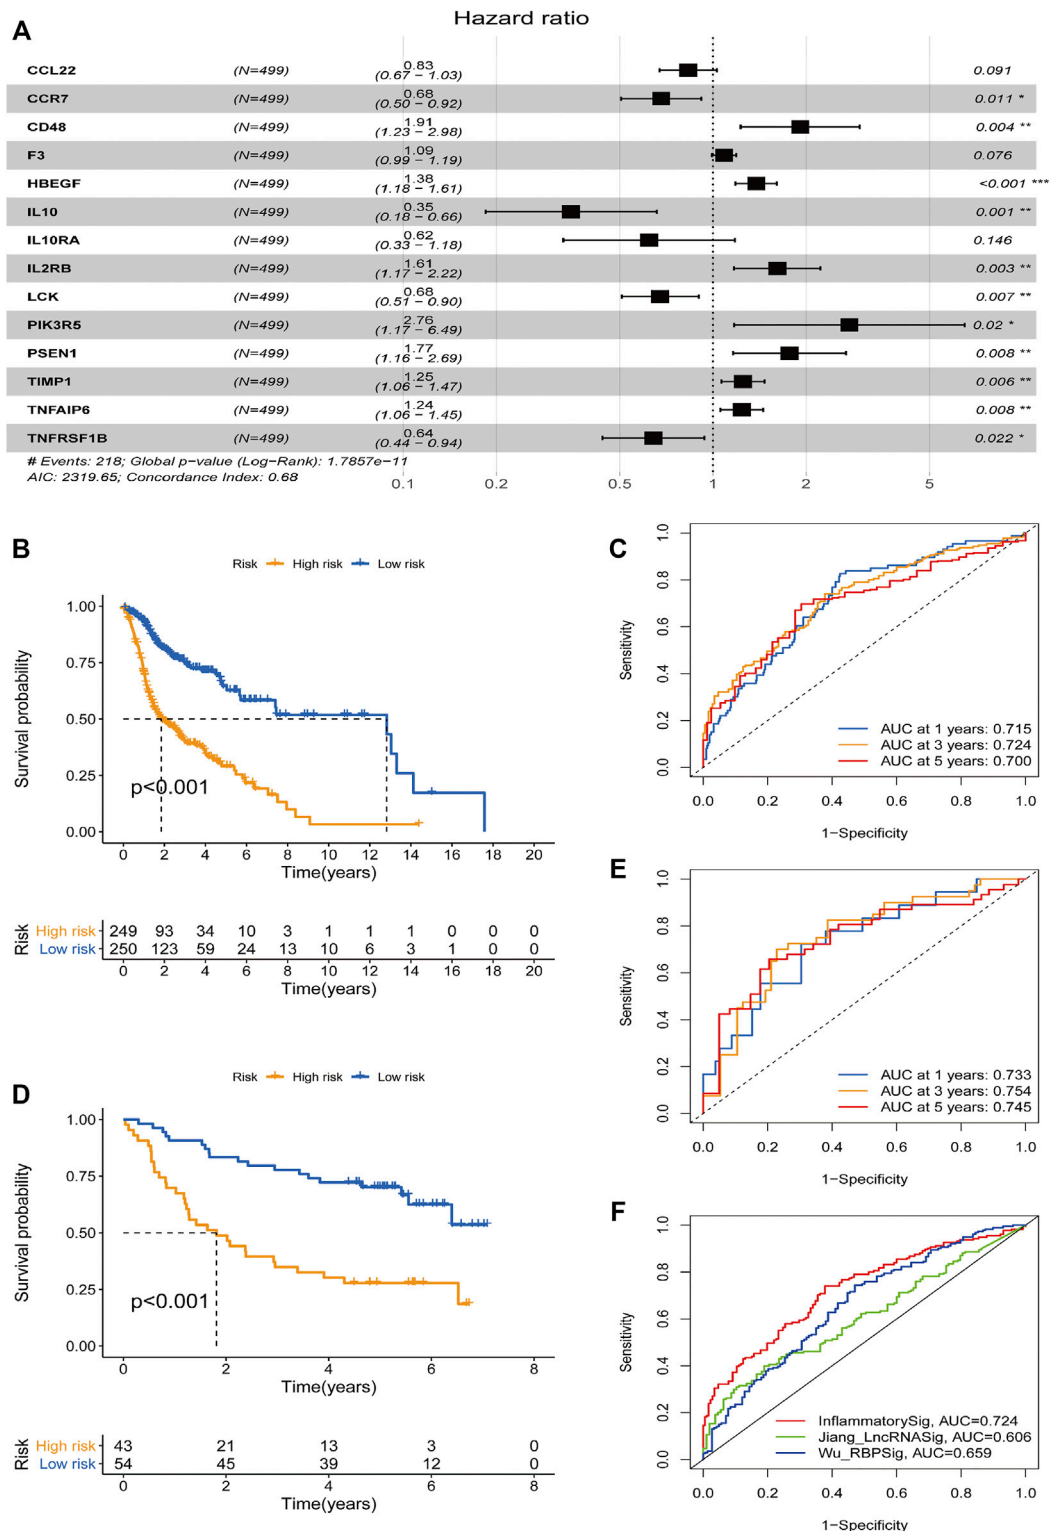 Hazard ratio
A
CCL22 (N=499) 0.83 (0.67 − 1.03) 0.091
CCR7 (N=499) 0.68 (0.50 − 0.92) 0.011 *
CD48 (N=499) 1.91 (1.23 − 2.98) 0.004 **
F3 (N=499) 1.09 (0.99 − 1.19) 0.076
HBEGF (N=499) 1.38 (1.18 − 1.61) <0.001 ***
IL10 (N=499) 0.35 (0.18 − 0.66) 0.001 **
IL10RA (N=499) 0.62 (0.33 − 1.18) 0.146
IL2RB (N=499) 1.61 (1.17 − 2.22) 0.003 **
LCK (N=499) 0.68 (0.51 − 0.90) 0.007 **
PIK3R5 (N=499) 2.76 (1.17 − 6.49) 0.02 *
PSEN1 (N=499) 1.77 (1.16 − 2.69) 0.008 **
TIMP1 (N=499) 1.25 (1.06 − 1.47) 0.006 **
TNFAIP6 (N=499) 1.24 (1.06 − 1.45) 0.008 **
TNFRSF1B (N=499) 0.64 (0.44 − 0.94) 0.022 *
# Events: 218; Global p−value (Log−Rank): 1.7857e−11
AIC: 2319.65; Concordance Index: 0.68
0.1 0.2 0.5 1 2 5
B
Risk High risk Low risk
Survival probability
1.00
0.75
0.50
0.25
0.00
p<0.001
0 2 4 6 8 10 12 14 16 18 20
Time(years)
Risk
High risk 249 93 34 10 3 1 1 1 0 0 0
Low risk 250 123 59 24 13 10 6 3 1 0 0
0 2 4 6 8 10 12 14 16 18 20
Time(years)
C
Sensitivity
1.0
0.8
0.6
0.4
0.2
0.0
AUC at 1 years: 0.715
AUC at 3 years: 0.724
AUC at 5 years: 0.700
0.0 0.2 0.4 0.6 0.8 1.0
1−Specificity
D
Risk High risk Low risk
Survival probability
1.00
0.75
0.50
0.25
0.00
p<0.001
0 2 4 6 8
Time(years)
Risk
High risk 43 21 13 3 0
Low risk 54 45 39 12 0
0 2 4 6 8
Time(years)
E
Sensitivity
1.0
0.8
0.6
0.4
0.2
0.0
AUC at 1 years: 0.733
AUC at 3 years: 0.754
AUC at 5 years: 0.745
0.0 0.2 0.4 0.6 0.8 1.0
1−Specificity
F
Sensitivity
1.0
0.8
0.6
0.4
0.2
0.0
InflammatorySig, AUC=0.724
Jiang_LncRNASig, AUC=0.606
Wu_RBPSig, AUC=0.659
0.0 0.2 0.4 0.6 0.8 1.0
1−Specificity